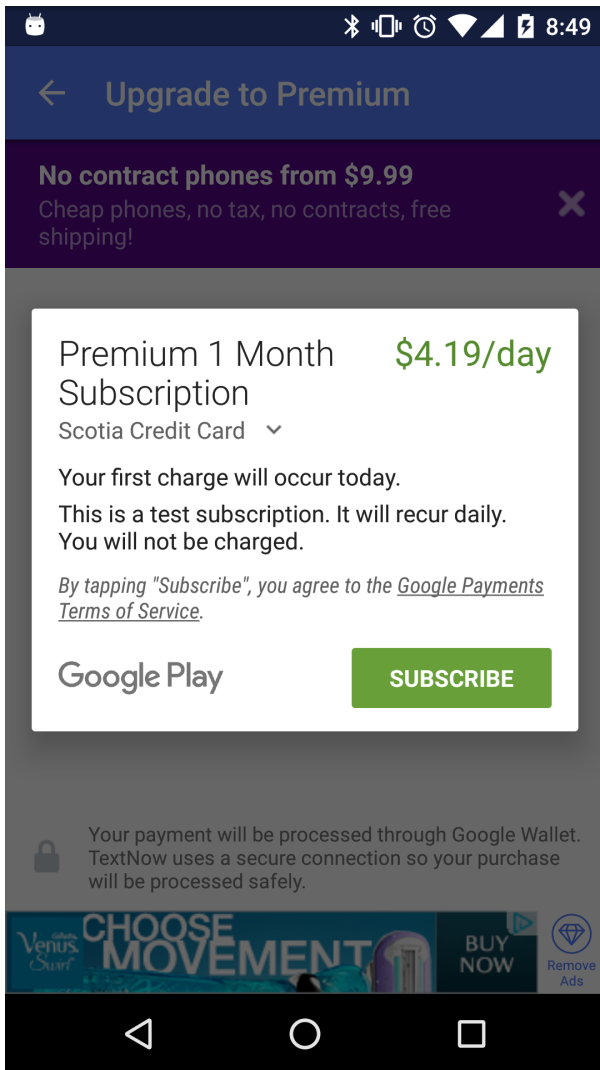 8:49
Upgrade to Premium
No contract phones from $9.99
Cheap phones, no tax, no contracts, free
shipping!
Premium 1 Month
Subscription
$4.19/day
Scotia Credit Card
Your first charge will occur today.
This is a test subscription. It will recur daily.
You will not be charged.
By tapping "Subscribe", you agree to the Google Payments
Terms of Service.
Google Play
SUBSCRIBE
Your payment will be processed through Google Wallet.
TextNow uses a secure connection so your purchase
will be processed safely.
Gillette
Venus
Swirl
CHOOSE
MOVEMENT
BUY
NOW
Remove
Ads